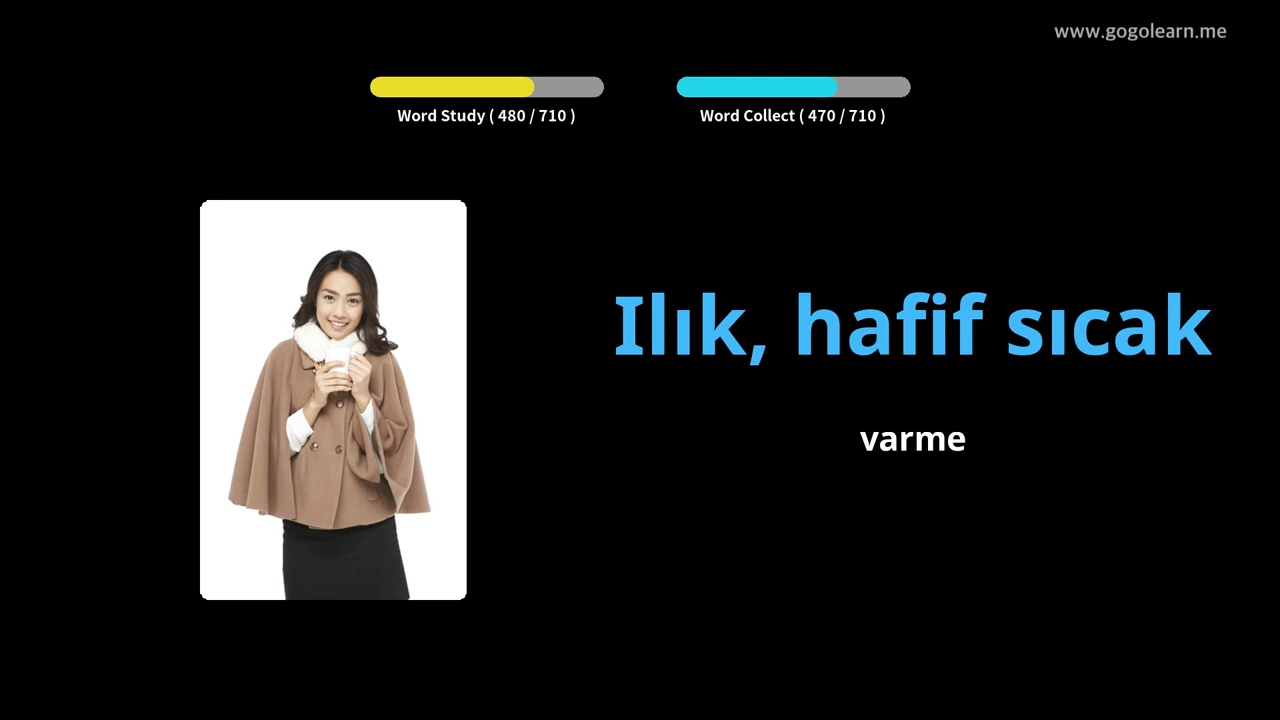 www.gogolearn.me
Word Study ( 480 / 710 )
Word Collect ( 470 / 710 )
Ilık, hafif sıcak
varme